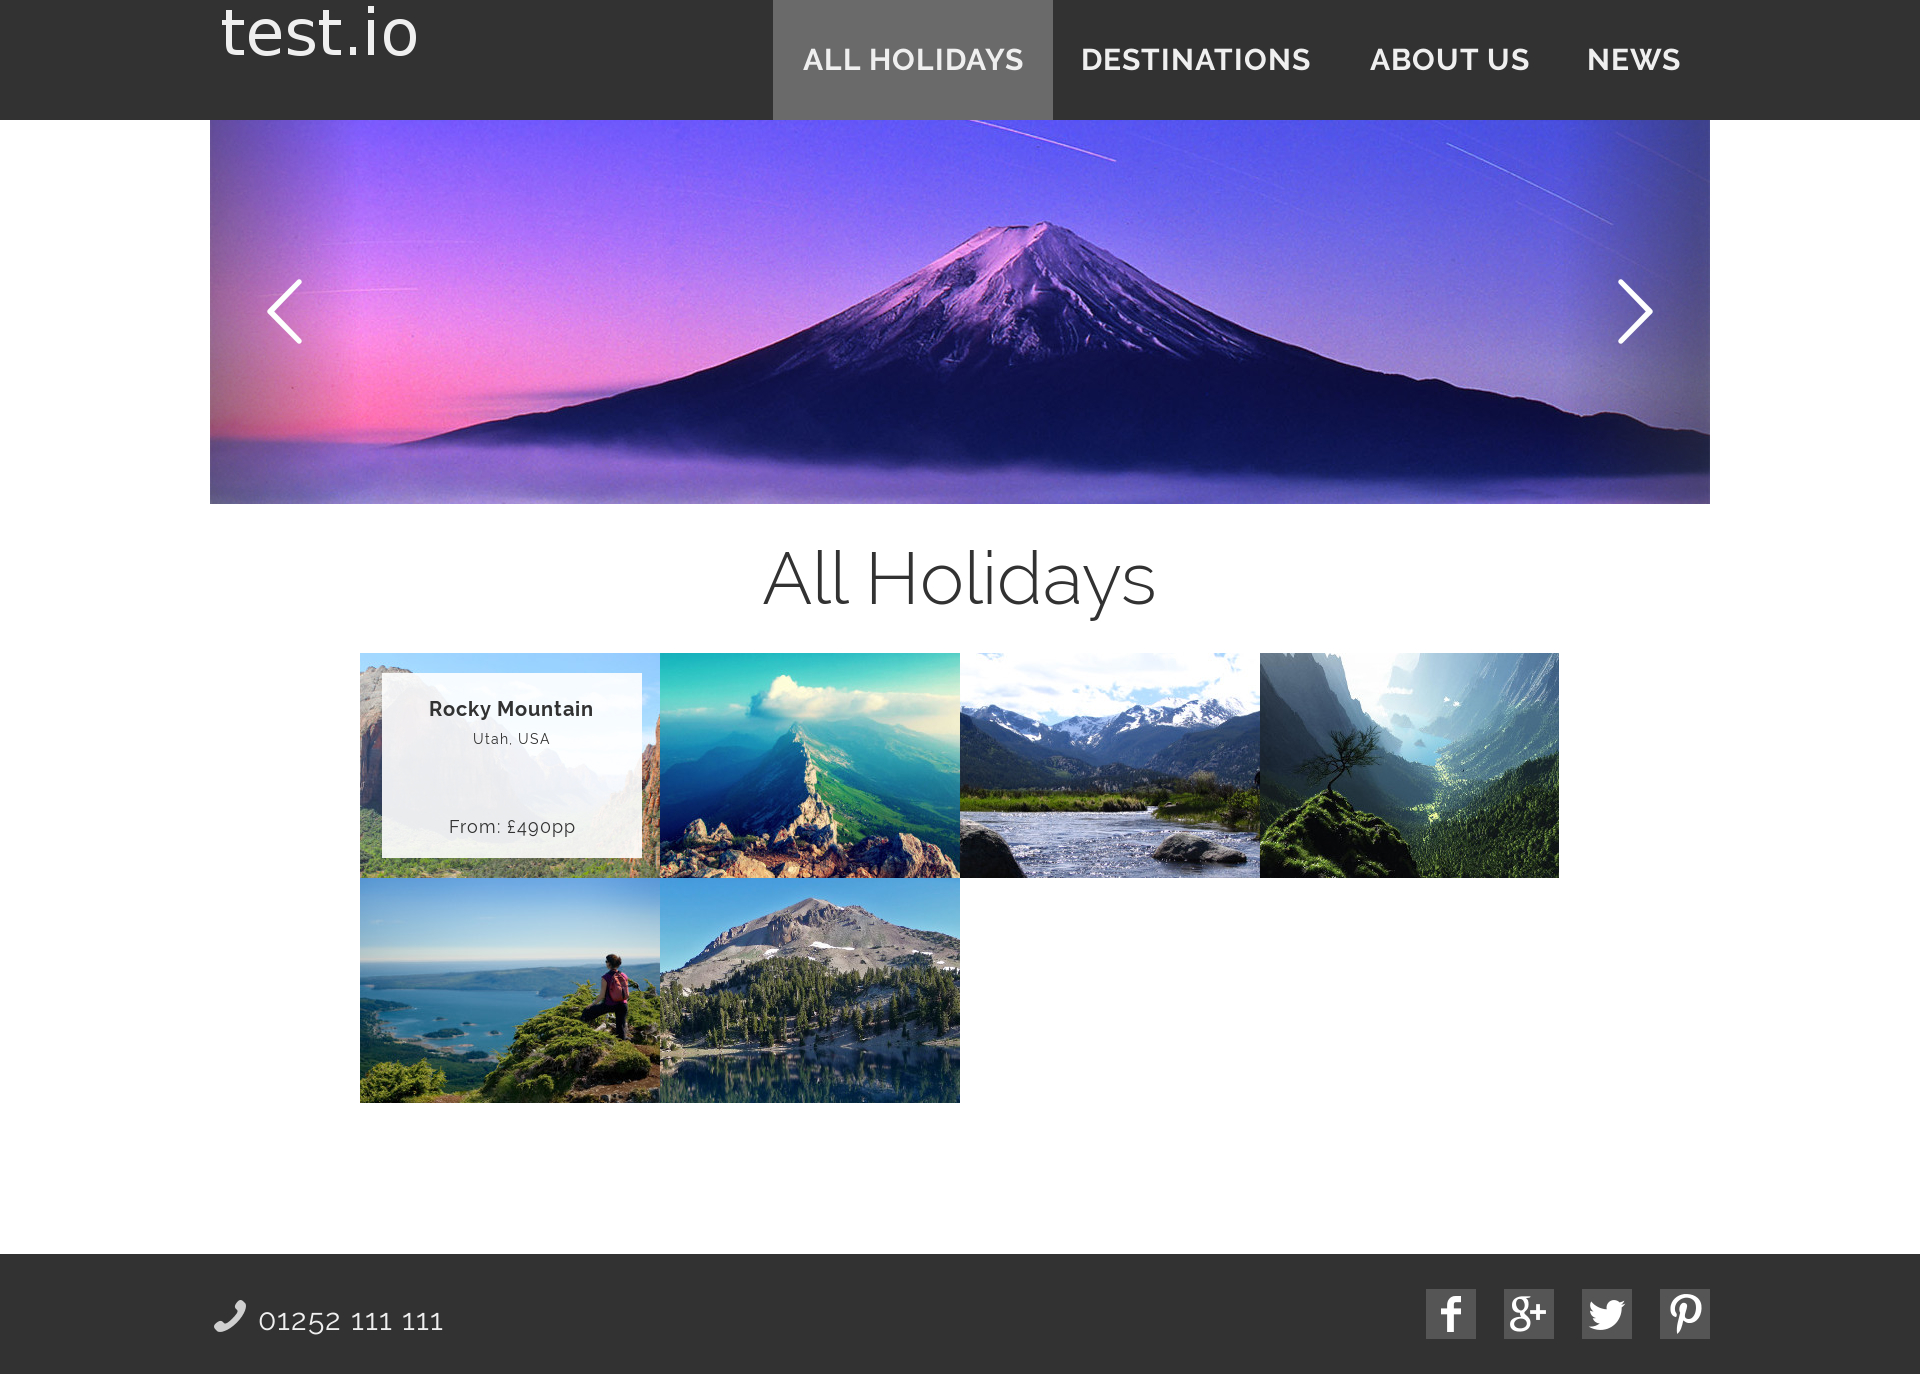 test.io
ALL HOLIDAYS
DESTINATIONS
ABOUT US
NEWS
All Holidays
Rocky Mountain
Utah, USA
From: £490pp
01252 111 111